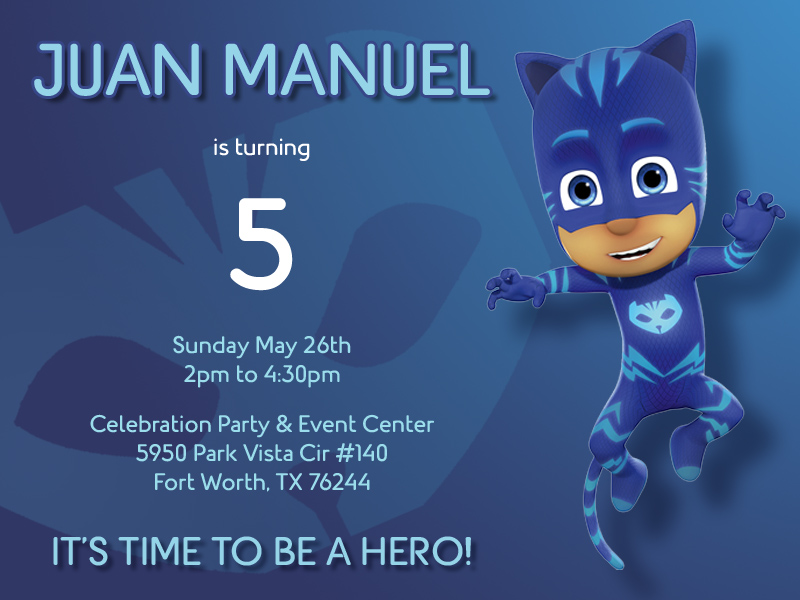 JUAN MANUEL
is turning
5
Sunday May 26th
2pm to 4:30pm
Celebration Party & Event Center
5950 Park Vista Cir #140
Fort Worth, TX 76244
IT'S TIME TO BE A HERO!